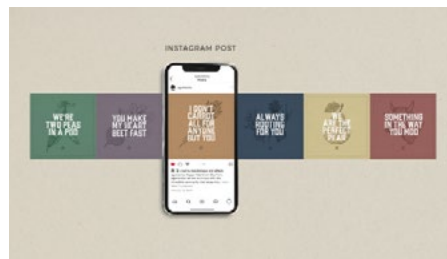 INSTAGRAM POST
WE'RE
TWO PEAS
IN A POD
YOU MAKE
MY HEART
BEET FAST
I DON'T
CARROT
ALL FOR
ANYONE
BUT YOU
ALWAYS
ROOTING
FOR YOU
WE
ARE THE
PERFECT
PEAR
SOMETHING
IN THE WAY
YOU MOO